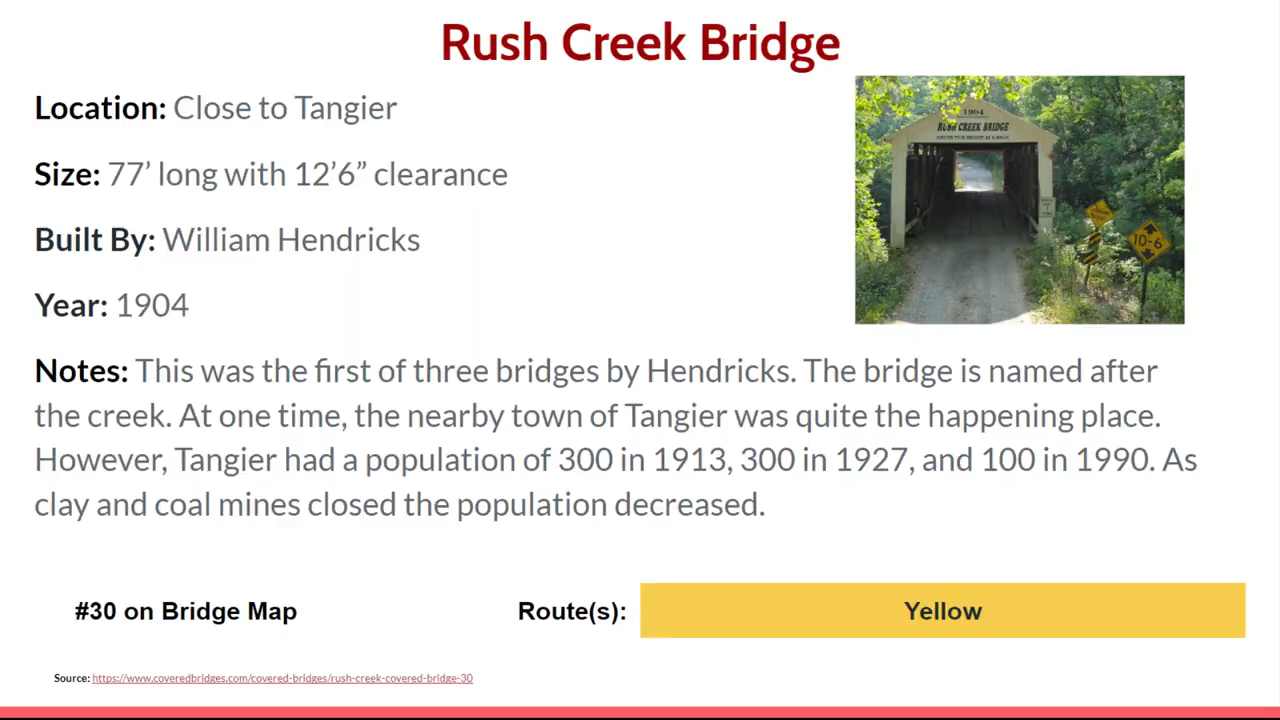 Rush Creek Bridge
Location: Close to Tangier
Size: 77’ long with 12’6” clearance
Built By: William Hendricks
Year: 1904
1904
RUSH CREEK BRIDGE
10-6
Notes: This was the first of three bridges by Hendricks. The bridge is named after
the creek. At one time, the nearby town of Tangier was quite the happening place.
However, Tangier had a population of 300 in 1913, 300 in 1927, and 100 in 1990. As
clay and coal mines closed the population decreased.
#30 on Bridge Map
Route(s):
Yellow
Source: https://www.coveredbridges.com/covered-bridges/rush-creek-covered-bridge-30